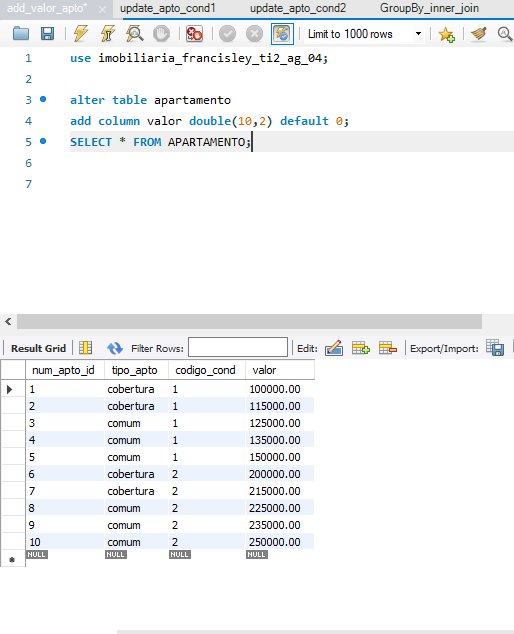 add_valor_apto* × update_apto_cond1 update_apto_cond2 GroupBy_inner_join
Limit to 1000 rows
1 use imobiliaria_francisley_ti2_ag_04;
2
3 alter table apartamento
4 add column valor double(10,2) default 0;
5 SELECT * FROM APARTAMENTO;
6
7
Result Grid Filter Rows: Edit: Export/Import:
num_apto_id tipo_apto codigo_cond valor
1 cobertura 1 100000.00
2 cobertura 1 115000.00
3 comum 1 125000.00
4 comum 1 135000.00
5 comum 1 150000.00
6 cobertura 2 200000.00
7 cobertura 2 215000.00
8 comum 2 225000.00
9 comum 2 235000.00
10 comum 2 250000.00
NULL NULL NULL NULL